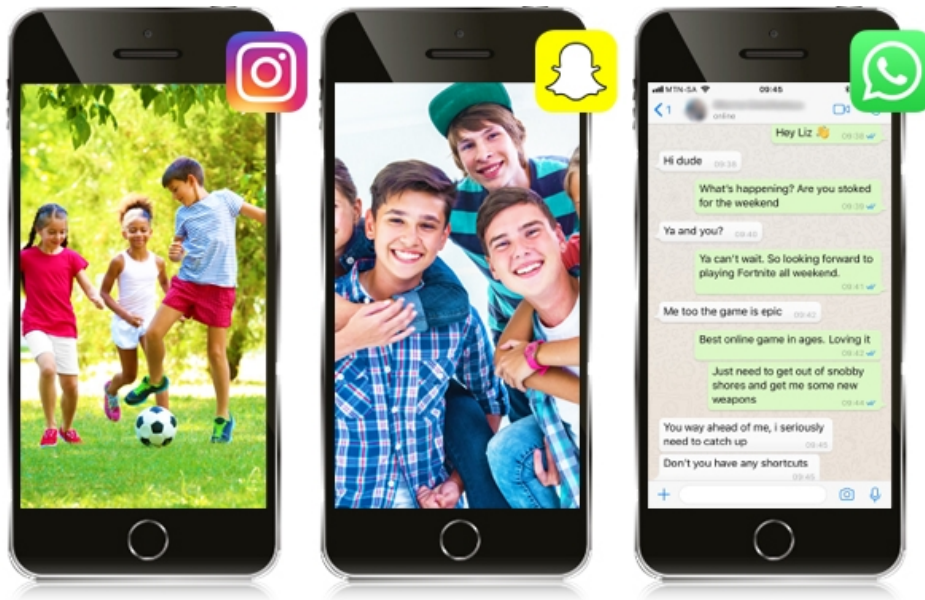 MTN-SA
09:45
1
online
Hey Liz 👋 09:38
Hi dude 09:38
What's happening? Are you stoked
for the weekend
09:39
Ya and you? 09:40
Ya can't wait. So looking forward to
playing Fortnite all weekend.
09:41
Me too the game is epic 09:42
Best online game in ages. Loving it
09:42
Just need to get out of snobby
shores and get me some new
weapons
09:44
You way ahead of me, i seriously
need to catch up
09:45
Don't you have any shortcuts
09:45